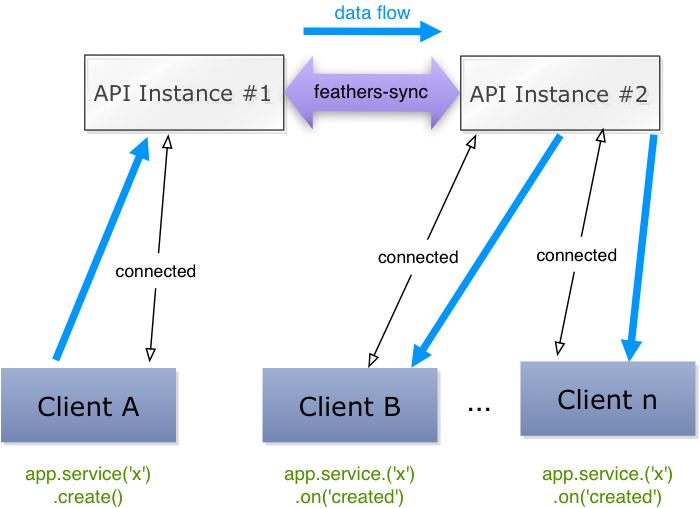 data flow
API Instance #1
feathers-sync
API Instance #2
connected
connected
connected
Client A
Client B
...
Client n
app.service('x')
.create()
app.service.('x')
.on('created')
app.service.('x')
.on('created')